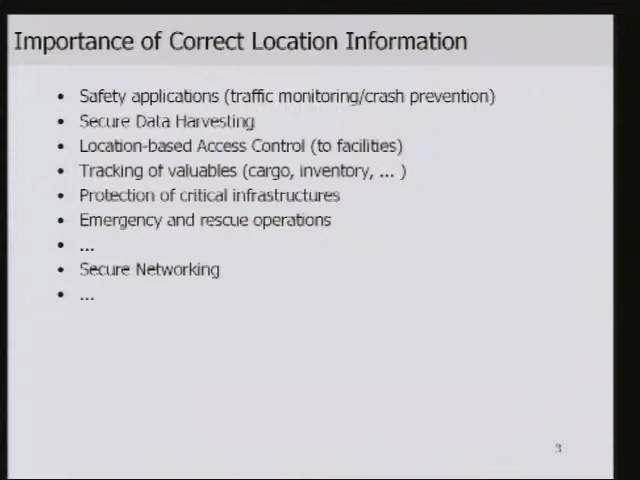 Importance of Correct Location Information
• Safety applications (traffic monitoring/crash prevention)
• Secure Data Harvesting
• Location-based Access Control (to facilities)
• Tracking of valuables (cargo, inventory, ... )
• Protection of critical infrastructures
• Emergency and rescue operations
• ...
• Secure Networking
• ...
3